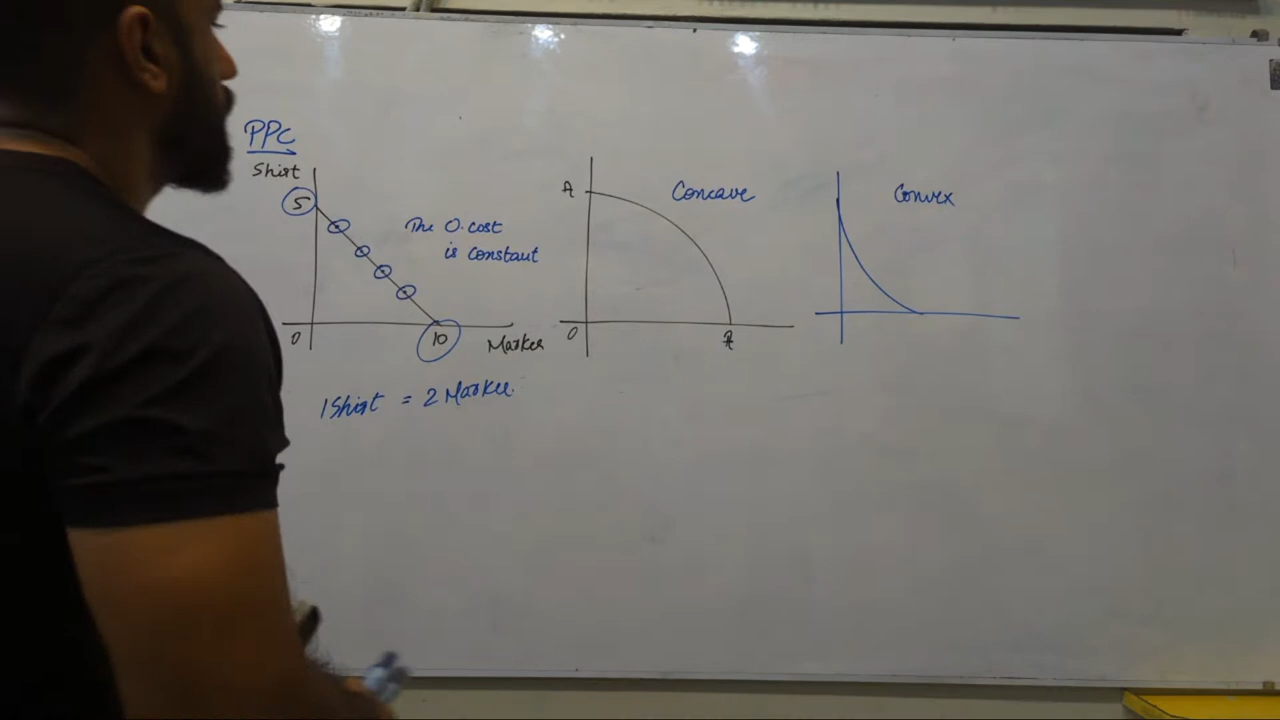 PPC
Shirt
5
The O.cost
is constant
0
10
Marker
1 Shirt = 2 Marker.
A
Concave
0
A
Convex